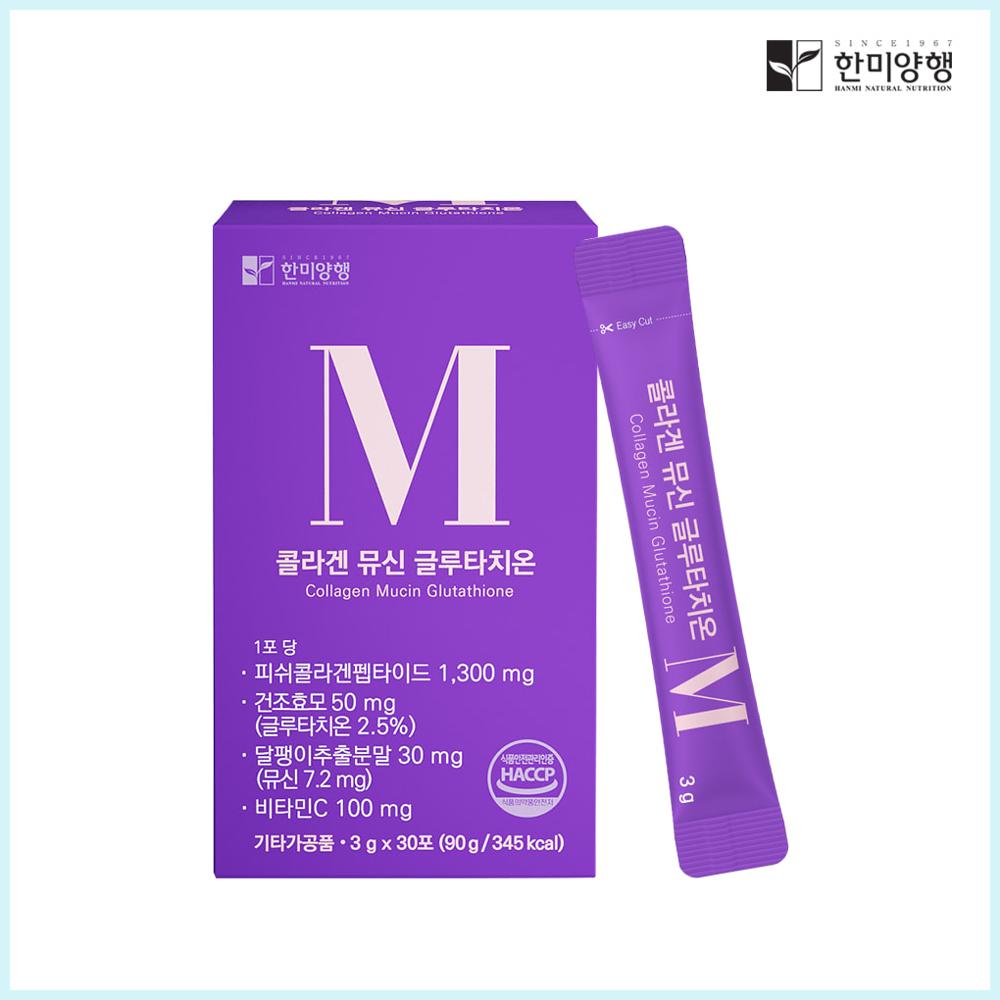 SINCE1967
한미양행
HANMI NATURAL NUTRITION
콜라겐 뮤신 글루타치온
Collagen Mucin Glutathione
SINCE1967
한미양행
HANMI NATURAL NUTRITION
M
콜라겐 뮤신 글루타치온
Collagen Mucin Glutathione
1포 당
· 피쉬콜라겐펩타이드 1,300 mg
· 건조효모 50 mg
(글루타치온 2.5%)
· 달팽이추출분말 30 mg
(뮤신 7.2 mg)
· 비타민C 100 mg
식품안전관리인증
HACCP
식품의약품안전처
기타가공품 · 3 g x 30포 (90 g / 345 kcal)
Easy Cut
콜라겐 뮤신 글루타치온
Collagen Mucin Glutathione
M
3 g